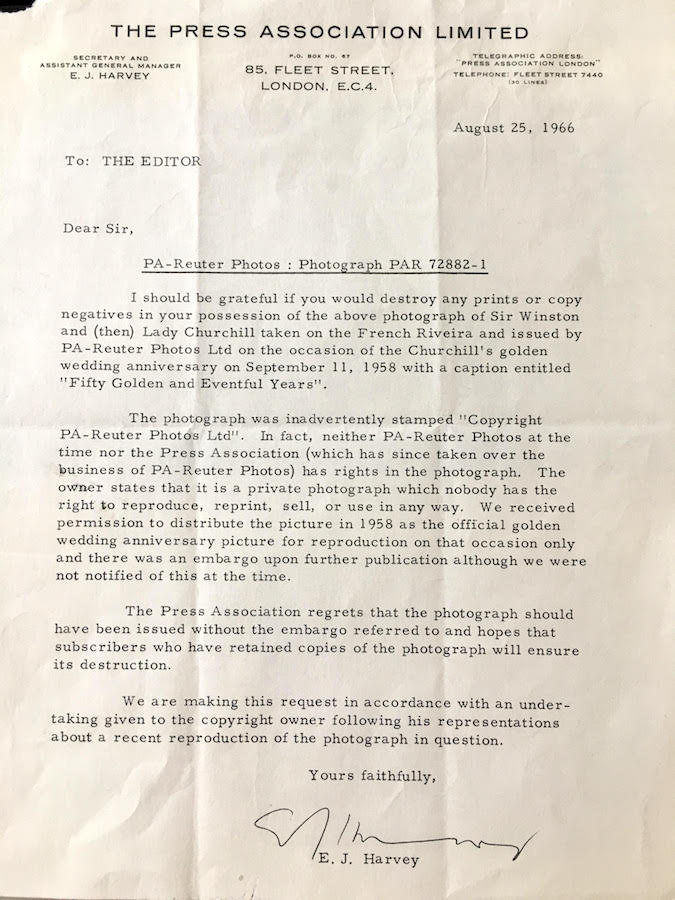 THE PRESS ASSOCIATION LIMITED
SECRETARY AND
ASSISTANT GENERAL MANAGER
E. J. HARVEY
P.O. BOX NO. 67
85, FLEET STREET,
LONDON, E.C.4.
TELEGRAPHIC ADDRESS:
"PRESS ASSOCIATION LONDON"
TELEPHONE: FLEET STREET 7440
(30 LINES)
August 25, 1966
To: THE EDITOR
Dear Sir,
PA-Reuter Photos : Photograph PAR 72882-1
I should be grateful if you would destroy any prints or copy
negatives in your possession of the above photograph of Sir Winston
and (then) Lady Churchill taken on the French Riveira and issued by
PA-Reuter Photos Ltd on the occasion of the Churchill's golden
wedding anniversary on September 11, 1958 with a caption entitled
"Fifty Golden and Eventful Years".
The photograph was inadvertently stamped "Copyright
PA-Reuter Photos Ltd". In fact, neither PA-Reuter Photos at the
time nor the Press Association (which has since taken over the
business of PA-Reuter Photos) has rights in the photograph. The
owner states that it is a private photograph which nobody has the
right to reproduce, reprint, sell, or use in any way. We received
permission to distribute the picture in 1958 as the official golden
wedding anniversary picture for reproduction on that occasion only
and there was an embargo upon further publication although we were
not notified of this at the time.
The Press Association regrets that the photograph should
have been issued without the embargo referred to and hopes that
subscribers who have retained copies of the photograph will ensure
its destruction.
We are making this request in accordance with an under-
taking given to the copyright owner following his representations
about a recent reproduction of the photograph in question.
Yours faithfully,
E. J. Harvey
E. J. Harvey